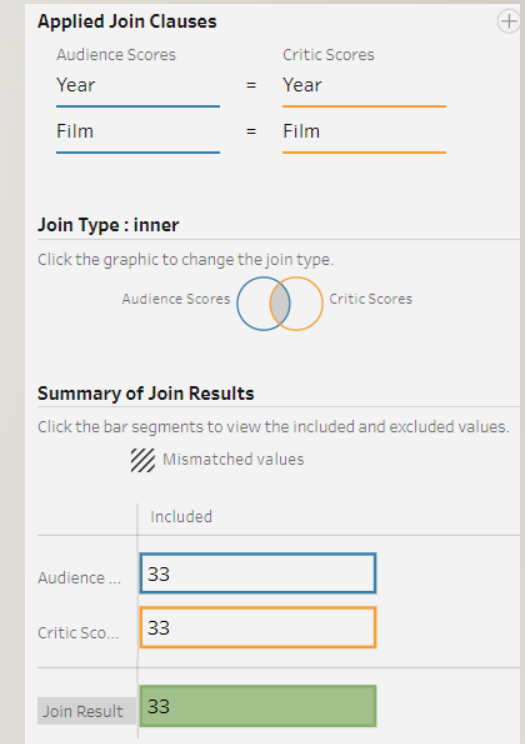 Applied Join Clauses
Audience Scores Critic Scores
Year = Year
Film = Film
Join Type : inner
Click the graphic to change the join type.
Audience Scores Critic Scores
Summary of Join Results
Click the bar segments to view the included and excluded values.
Mismatched values
Included
Audience ... 33
Critic Sco... 33
Join Result 33